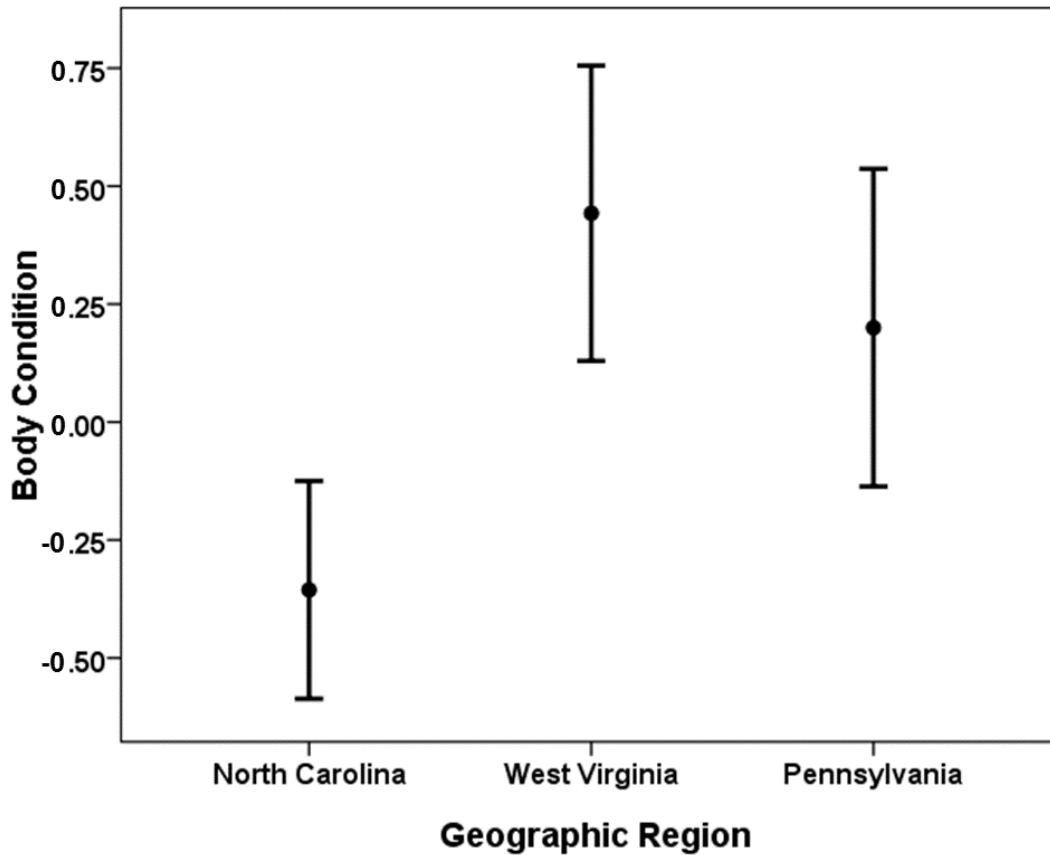 Body Condition
0.75
0.50
0.25
0.00
-0.25
-0.50
North Carolina
West Virginia
Pennsylvania
Geographic Region